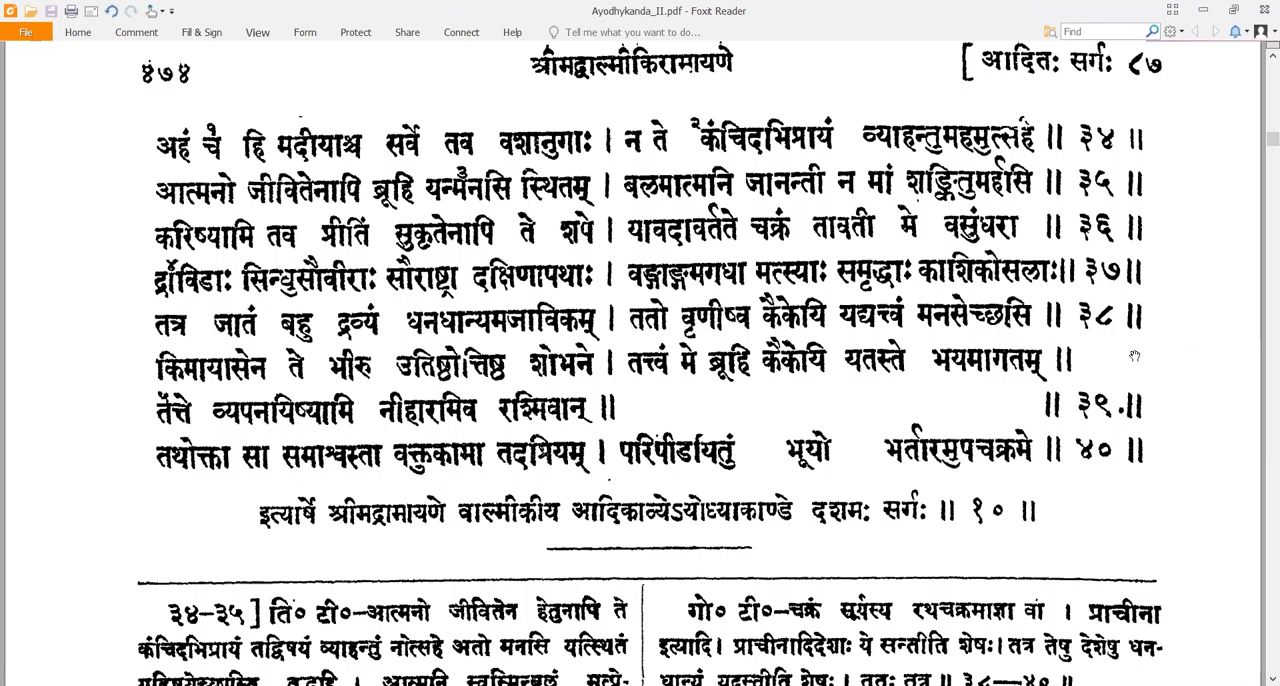 Ayodhykanda_II.pdf - Foxit Reader
File Home Comment Fill & Sign View Form Protect Share Connect Help Tell me what you want to do... Find
४७४ श्रीमद्वाल्मीकिरामायणे [ आदितः सर्गः ८७
अहं च१ हि मदीयाश्च सर्वे तव वशानुगाः । न ते २कंचिदभिप्रायं व्याहन्तुमहमुत्सहे ॥ ३४ ॥
आत्मनो जीवितेनापि ब्रूहि यन्मनसि स्थितम् । बलमात्मनि जानन्ती न मां शङ्कितुमर्हसि ॥ ३५ ॥
करिष्यामि तव प्रीतिं सुकृतेनापि ते शपे । यावदावर्तते चक्रं तावती मे वसुंधरा ॥ ३६ ॥
द्राविडाः सिन्धुसौवीराः सौराष्ट्रा दक्षिणापथाः । वङ्गाङ्गमगधा मत्स्याः समृद्धाः काशिकोसलाः॥ ३७ ॥
तत्र जातं बहु द्रव्यं धनधान्यमजाविकम् । ततो वृणीष्व कैकेयि यद्यत्त्वं मनसेच्छसि ॥ ३८ ॥
किमायासेन ते भीरु उत्तिष्ठोत्तिष्ठ शोभने । तत्त्वं मे ब्रूहि कैकेयि यतस्ते भयमागतम् ॥
तत्ते व्यपनयिष्यामि नीहारमिव रश्मिवान् ॥ ॥ ३९ ॥
तथोक्ता सा समाश्वस्ता वक्तुकामा तदप्रियम् । परिपीडयितुं भूयो भर्तारमुपचक्रमे ॥ ४० ॥
इत्यार्षे श्रीमद्रामायणे वाल्मीकीय आदिकाव्येऽयोध्याकाण्डे दशमः सर्गः ॥ १० ॥
३४–३५ ] ति० टी०–आत्मनो जीवितेन हेतुनापि ते
कंचिदभिप्रायं तद्विषयं व्याहन्तुं नोत्सहे अतो मनसि यत्स्थितं
गो० टी०–चक्रं सूर्यस्य रथचक्रमाज्ञा वा । प्राचीना
इत्यादि। प्राचीनादिदेशाः ये सन्तीति शेषः। तत्र तेषु देशेषु धन-